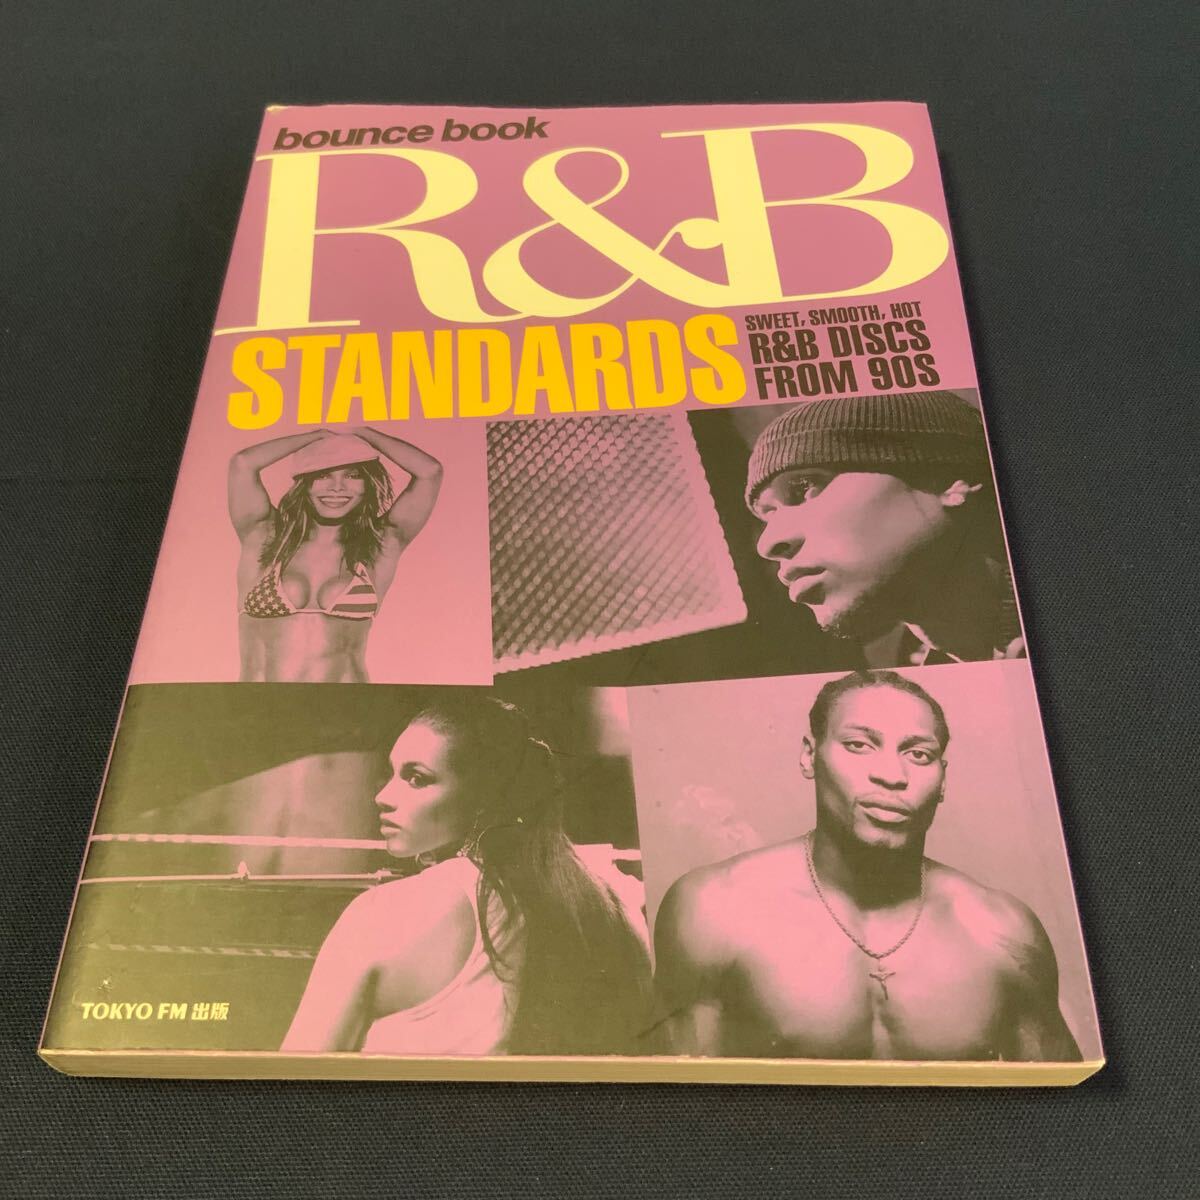 bounce book
R&B
STANDARDS
SWEET, SMOOTH, HOT
R&B DISCS
FROM 90S
TOKYO FM 出版